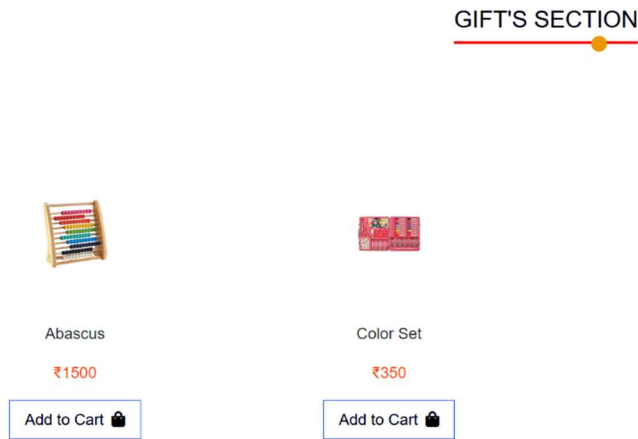 GIFT'S SECTION
Abascus
Color Set
₹1500
₹350
Add to Cart
Add to Cart